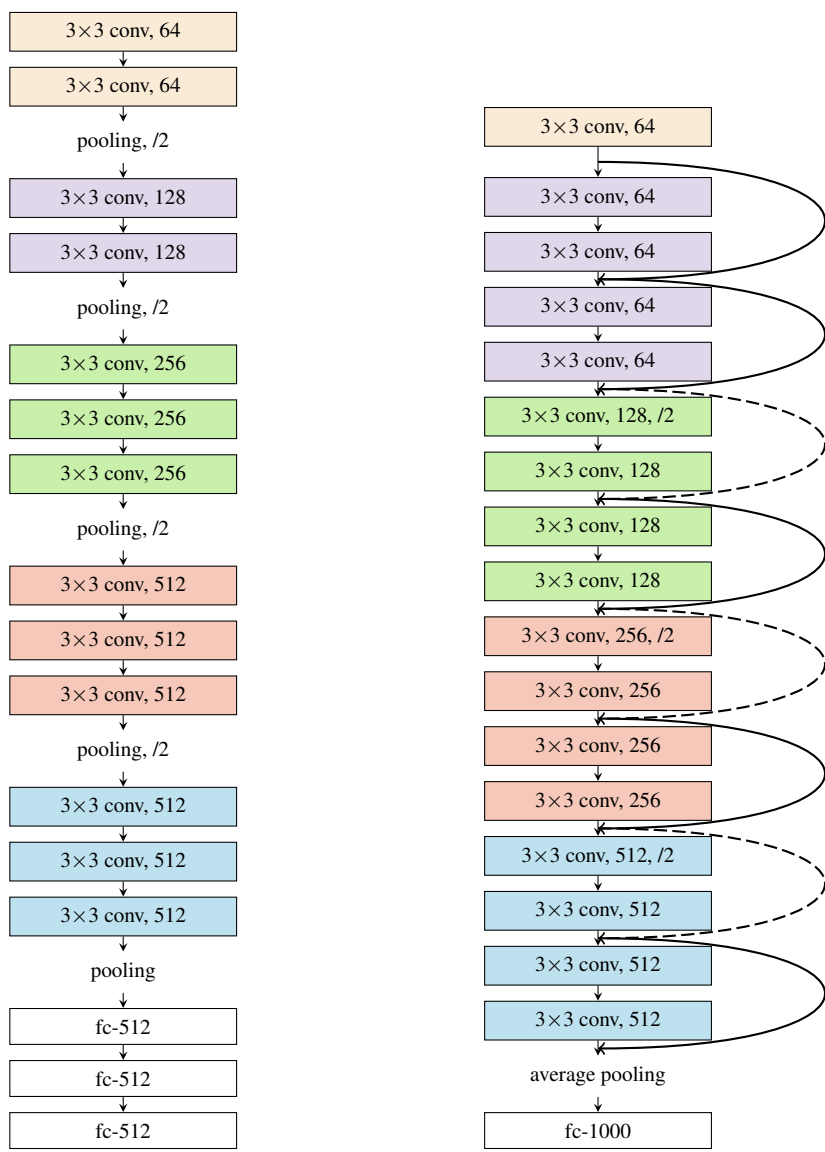 3×3 conv, 64
3×3 conv, 64
pooling, /2
3×3 conv, 128
3×3 conv, 128
pooling, /2
3×3 conv, 256
3×3 conv, 256
3×3 conv, 256
pooling, /2
3×3 conv, 512
3×3 conv, 512
3×3 conv, 512
pooling, /2
3×3 conv, 512
3×3 conv, 512
3×3 conv, 512
pooling
fc-512
fc-512
fc-512
3×3 conv, 64
3×3 conv, 64
3×3 conv, 64
3×3 conv, 64
3×3 conv, 64
3×3 conv, 128, /2
3×3 conv, 128
3×3 conv, 128
3×3 conv, 128
3×3 conv, 256, /2
3×3 conv, 256
3×3 conv, 256
3×3 conv, 256
3×3 conv, 512, /2
3×3 conv, 512
3×3 conv, 512
3×3 conv, 512
average pooling
fc-1000